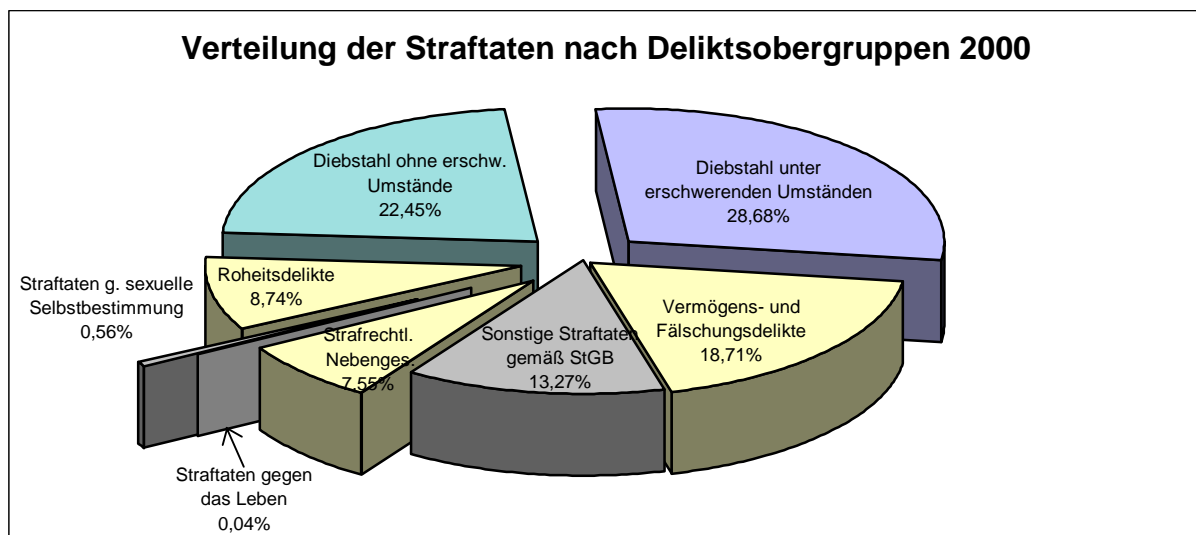 Verteilung der Straftaten nach Deliktsobergruppen 2000
Diebstahl ohne erschw.
Umstände
22,45%
Diebstahl unter
erschwerenden Umständen
28,68%
Straftaten g. sexuelle
Selbstbestimmung
0,56%
Roheitsdelikte
8,74%
Strafrechtl.
Nebenges.
7,55%
Sonstige Straftaten
gemäß StGB
13,27%
Vermögens- und
Fälschungsdelikte
18,71%
Straftaten gegen
das Leben
0,04%